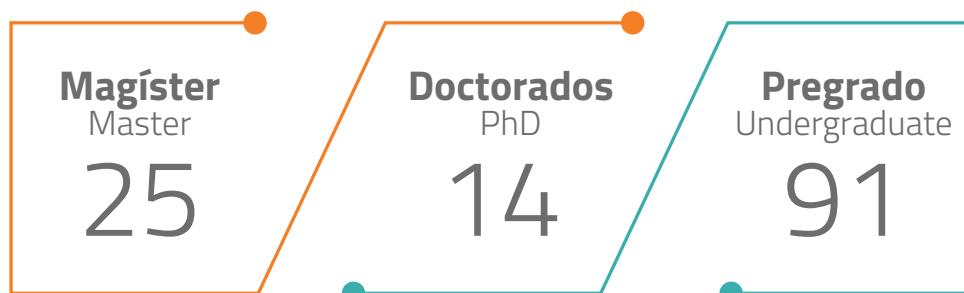 Magíster
Master
25
Doctorados
PhD
14
Pregrado
Undergraduate
91